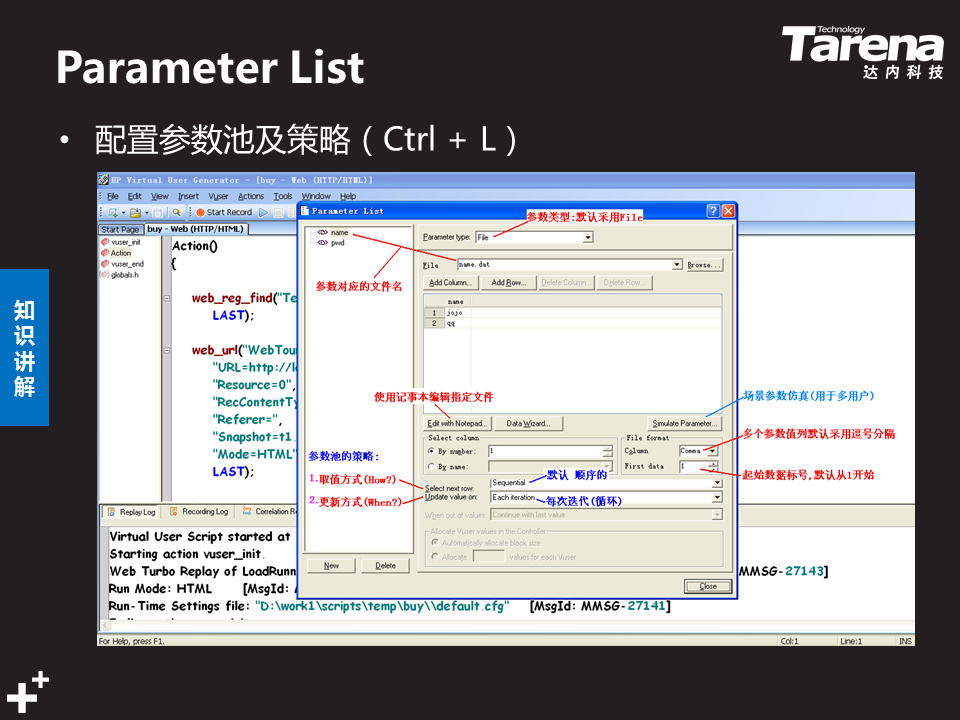 Technology
Tarena
达内科技
Parameter List
• 配置参数池及策略（Ctrl + L）
知识讲解
HP Virtual User Generator - [buy - Web (HTTP/HTML)]
File Edit View Insert Vuser Actions Tools Window Help
Start Record
Start Page buy - Web (HTTP/HTML)
vuser_init
Action
vuser_end
globals.h
Action()
{
web_reg_find("Te
LAST);
web_url("WebTou
"URL=http://l
"Resource=0",
"RecContentTy
"Referer=",
"Snapshot=t1.
"Mode=HTML"
LAST);
Parameter List
name
pwd
参数类型:默认采用File
Parameter type: File
File name.dat Browse...
参数对应的文件名
Add Column... Add Row... Delete Column... Delete Row...
name
1 jojo
2 qq
使用记事本编辑指定文件
场景参数仿真(用于多用户)
Edit with Notepad... Data Wizard... Simulate Parameter...
多个参数值列默认采用逗号分隔
Select column
By number: 1
By name:
File format
Column Comma
First data 1
起始数据标号,默认从1开始
参数池的策略:
1.取值方式(How?)
2.更新方式(When?)
默认 顺序的
Select next row: Sequential
Update value on: Each iteration
每次迭代(循环)
When out of values: Continue with last value
Allocate Vuser values in the Controller
Automatically allocate block size
Allocate values for each Vuser
New Delete
Close
Replay Log Recording Log Correlation R
Virtual User Script started at
Starting action vuser_init.
Web Turbo Replay of LoadRunn MMSG-27143]
Run Mode: HTML [MsgId:
Run-Time Settings file: "D:\work1\scripts\temp\buy\\default.cfg" [MsgId: MMSG-27141]
For Help, press F1. Col:1 Line:1 INS